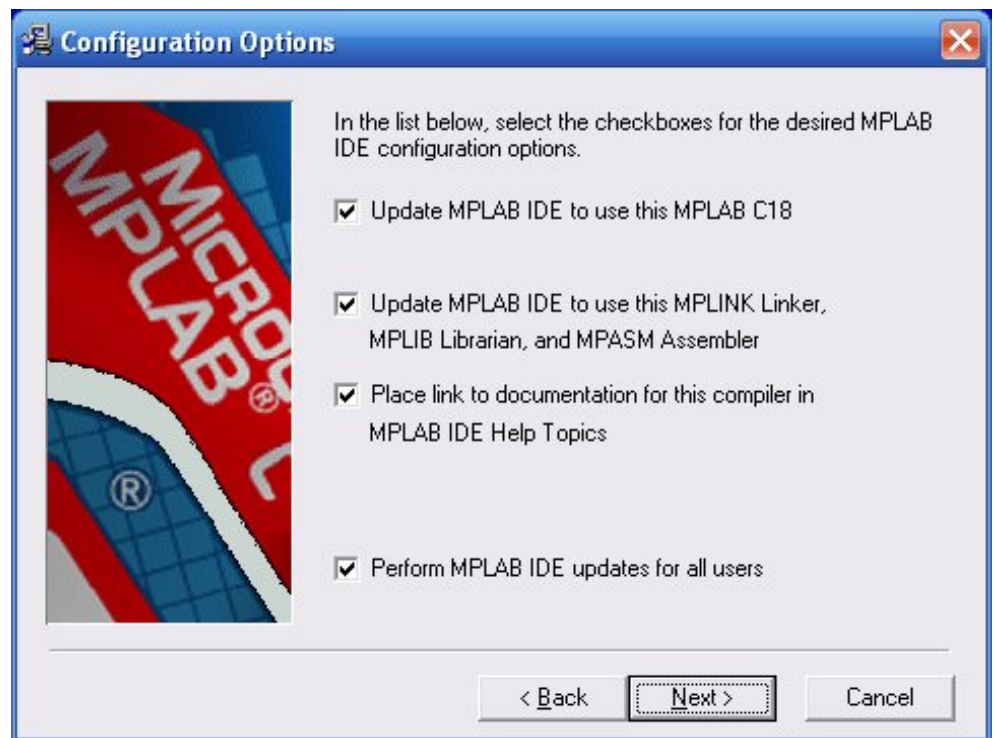 Configuration Options
In the list below, select the checkboxes for the desired MPLAB
IDE configuration options.
Update MPLAB IDE to use this MPLAB C18
Update MPLAB IDE to use this MPLINK Linker,
MPLIB Librarian, and MPASM Assembler
Place link to documentation for this compiler in
MPLAB IDE Help Topics
Perform MPLAB IDE updates for all users
MICROC
MPLAB® C
®
< Back
Next >
Cancel